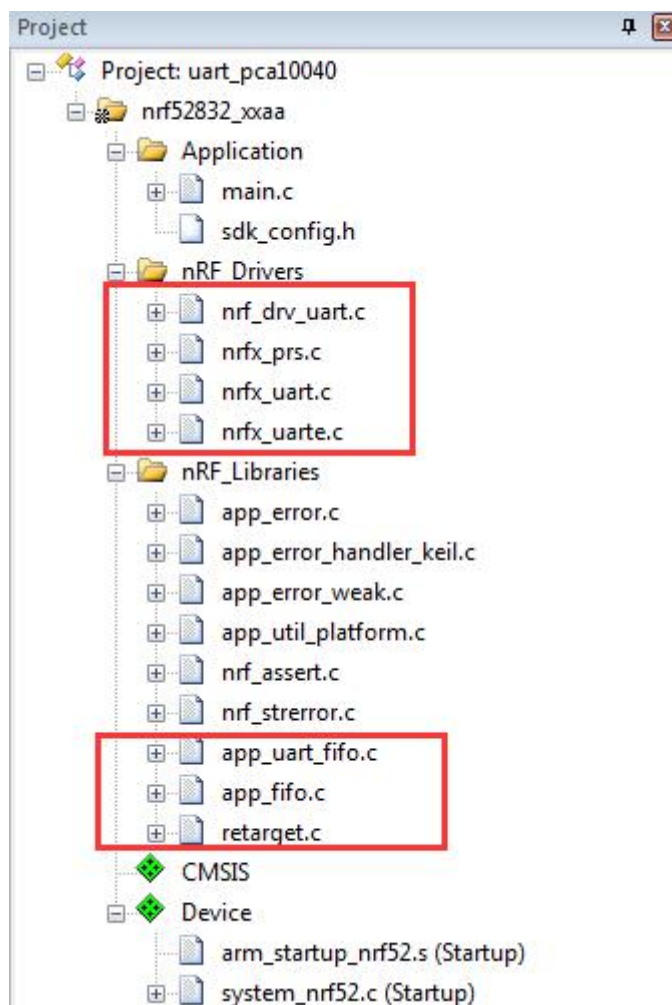 Project
Project: uart_pca10040
nrf52832_xxaa
Application
main.c
sdk_config.h
nRF_Drivers
nrf_drv_uart.c
nrfx_prs.c
nrfx_uart.c
nrfx_uarte.c
nRF_Libraries
app_error.c
app_error_handler_keil.c
app_error_weak.c
app_util_platform.c
nrf_assert.c
nrf_strerror.c
app_uart_fifo.c
app_fifo.c
retarget.c
CMSIS
Device
arm_startup_nrf52.s (Startup)
system_nrf52.c (Startup)